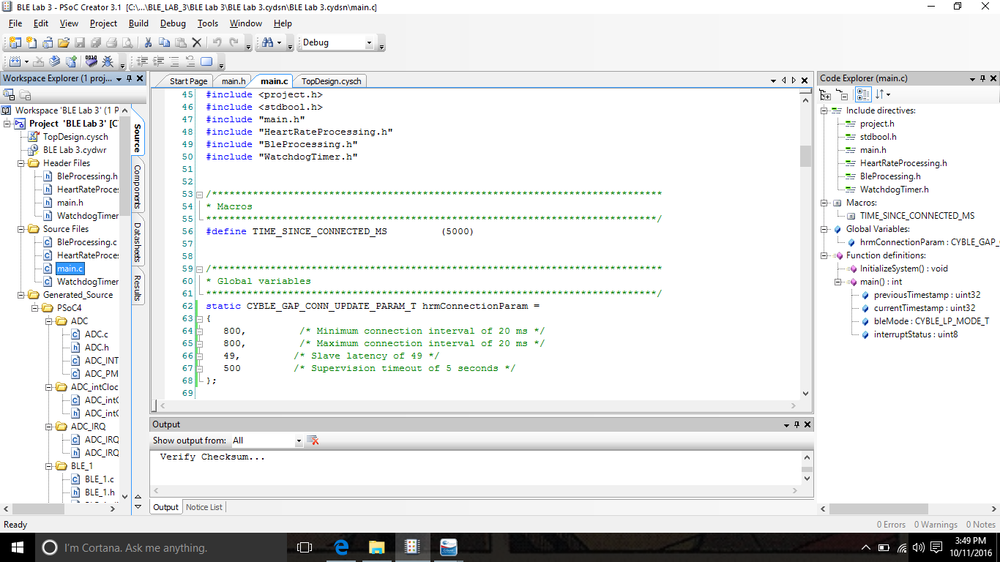 BLE Lab 3 - PSoC Creator 3.1 [C:\...\BLE_LAB_3\BLE Lab 3\BLE Lab 3.cydsn\BLE Lab 3.cydsn\main.c]
File Edit View Project Build Debug Tools Window Help
Debug
Workspace Explorer (1 proj...
Workspace 'BLE Lab 3' (1 P
Project 'BLE Lab 3' [C
TopDesign.cysch
BLE Lab 3.cydwr
Header Files
BleProcessing.h
HeartRateProces
main.h
WatchdogTimer
Source Files
BleProcessing.c
HeartRateProces
main.c
WatchdogTimer
Generated_Source
PSoC4
ADC
ADC.c
ADC.h
ADC_INT
ADC_PM
ADC_intCloc
ADC_intC
ADC_intC
ADC_IRQ
ADC_IRQ
ADC_IRQ
BLE_1
BLE_1.c
BLE_1.h
Source
Components
Datasheets
Results
Start Page main.h main.c TopDesign.cysch
45 #include <project.h>
46 #include <stdbool.h>
47 #include "main.h"
48 #include "HeartRateProcessing.h"
49 #include "BleProcessing.h"
50 #include "WatchdogTimer.h"
51
52
53 /*****************************************************************************
54 * Macros
55 *****************************************************************************/
56 #define TIME_SINCE_CONNECTED_MS (5000)
57
58
59 /*****************************************************************************
60 * Global variables
61 *****************************************************************************/
62 static CYBLE_GAP_CONN_UPDATE_PARAM_T hrmConnectionParam =
63 {
64 800, /* Minimum connection interval of 20 ms */
65 800, /* Maximum connection interval of 20 ms */
66 49, /* Slave latency of 49 */
67 500 /* Supervision timeout of 5 seconds */
68 };
69
Output
Show output from: All
Verify Checksum...
Output Notice List
Code Explorer (main.c)
Include directives:
project.h
stdbool.h
main.h
HeartRateProcessing.h
BleProcessing.h
WatchdogTimer.h
Macros:
TIME_SINCE_CONNECTED_MS
Global Variables:
hrmConnectionParam : CYBLE_GAP_
Function definitions:
InitializeSystem() : void
main() : int
previousTimestamp : uint32
currentTimestamp : uint32
bleMode : CYBLE_LP_MODE_T
interruptStatus : uint8
Ready
0 Errors 0 Warnings 0 Notes
I'm Cortana. Ask me anything.
3:49 PM
10/11/2016